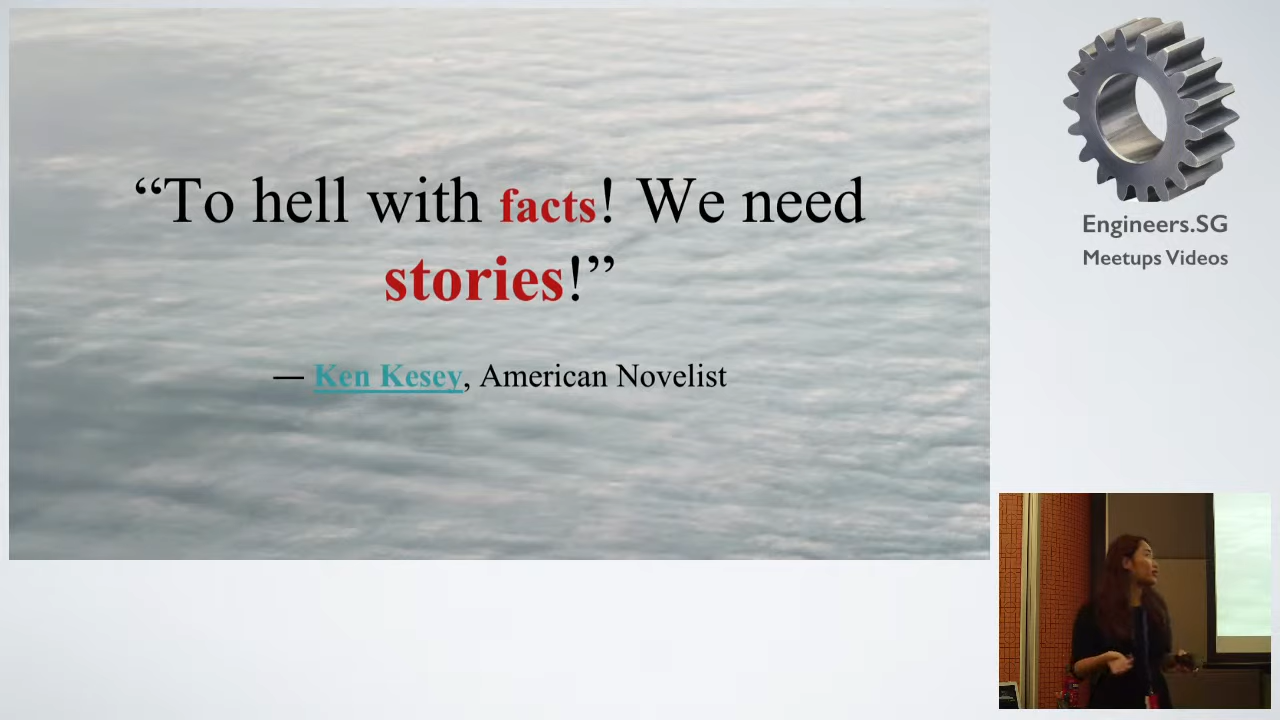 “To hell with facts! We need
stories!”
— Ken Kesey, American Novelist
Engineers.SG
Meetups Videos